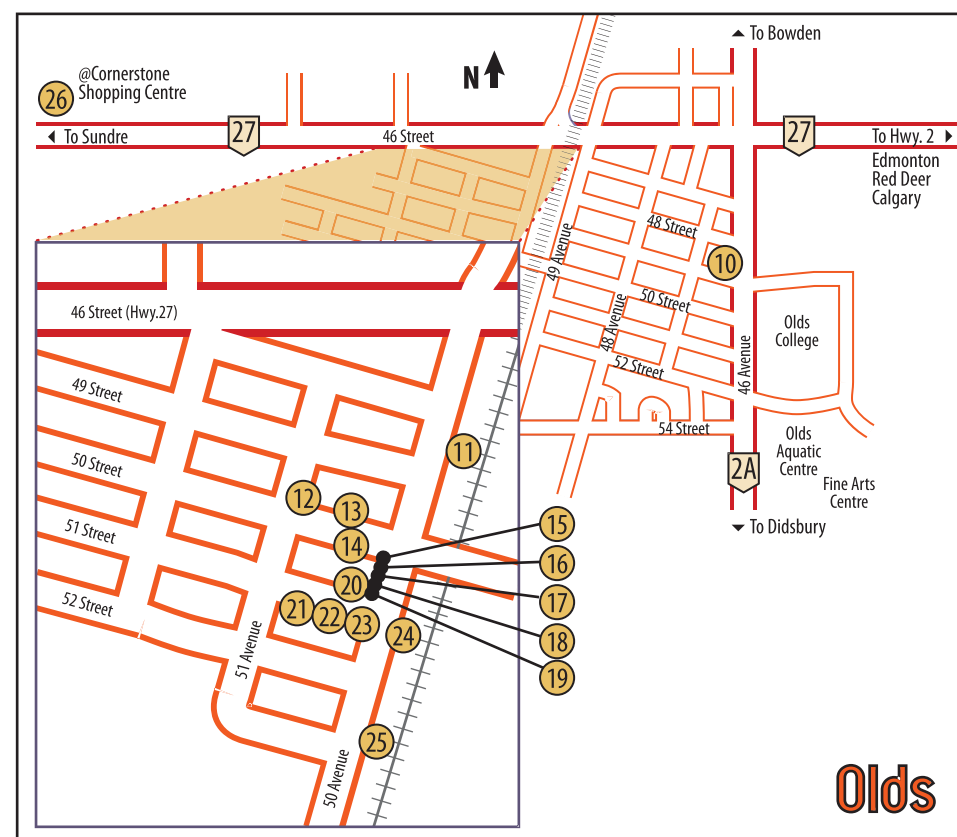 To Bowden
@Cornerstone
Shopping Centre
26
N
To Sundre
27
46 Street
27
To Hwy. 2
Edmonton
Red Deer
Calgary
48 Street
49 Avenue
10
50 Street
48 Avenue
52 Street
46 Avenue
Olds
College
54 Street
Olds
Aquatic
Centre
Fine Arts
Centre
2A
To Didsbury
46 Street (Hwy.27)
49 Street
50 Street
51 Street
52 Street
51 Avenue
50 Avenue
11
12
13
14
15
16
17
18
19
20
21
22
23
24
25
Olds